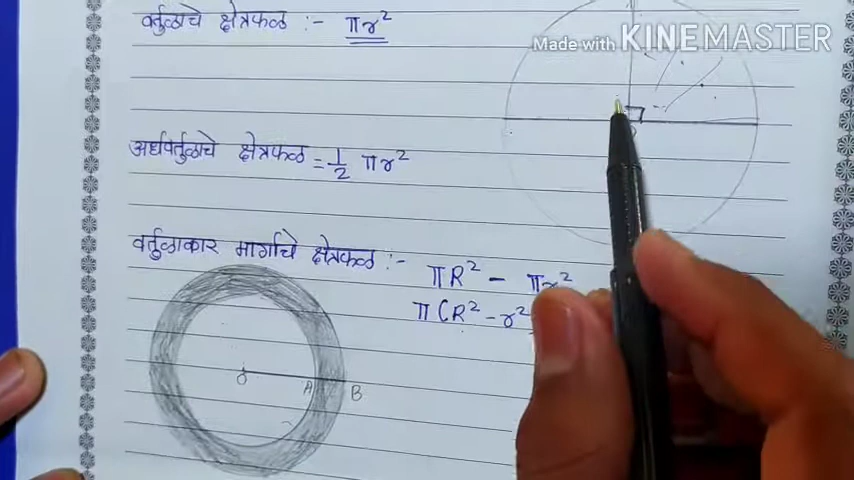 वर्तुळाचे क्षेत्रफळ :- πr²
Made with KINEMASTER
अर्धवर्तुळाचे क्षेत्रफळ = 1/2 πr²
वर्तुळाकार मार्गाचे क्षेत्रफळ :-
πR² - πr²
π(R² - r²
O A B